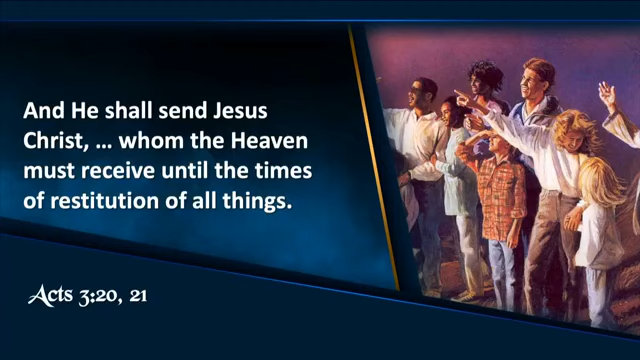 And He shall send Jesus
Christ, ... whom the Heaven
must receive until the times
of restitution of all things.
Acts 3:20, 21